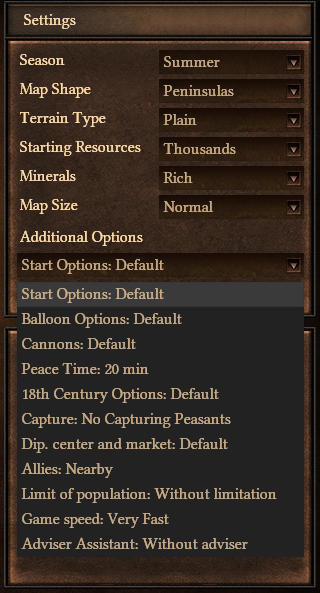 Settings
Season Summer
Map Shape Peninsulas
Terrain Type Plain
Starting Resources Thousands
Minerals Rich
Map Size Normal
Additional Options
Start Options: Default
Start Options: Default
Balloon Options: Default
Cannons: Default
Peace Time: 20 min
18th Century Options: Default
Capture: No Capturing Peasants
Dip. center and market: Default
Allies: Nearby
Limit of population: Without limitation
Game speed: Very Fast
Adviser Assistant: Without adviser